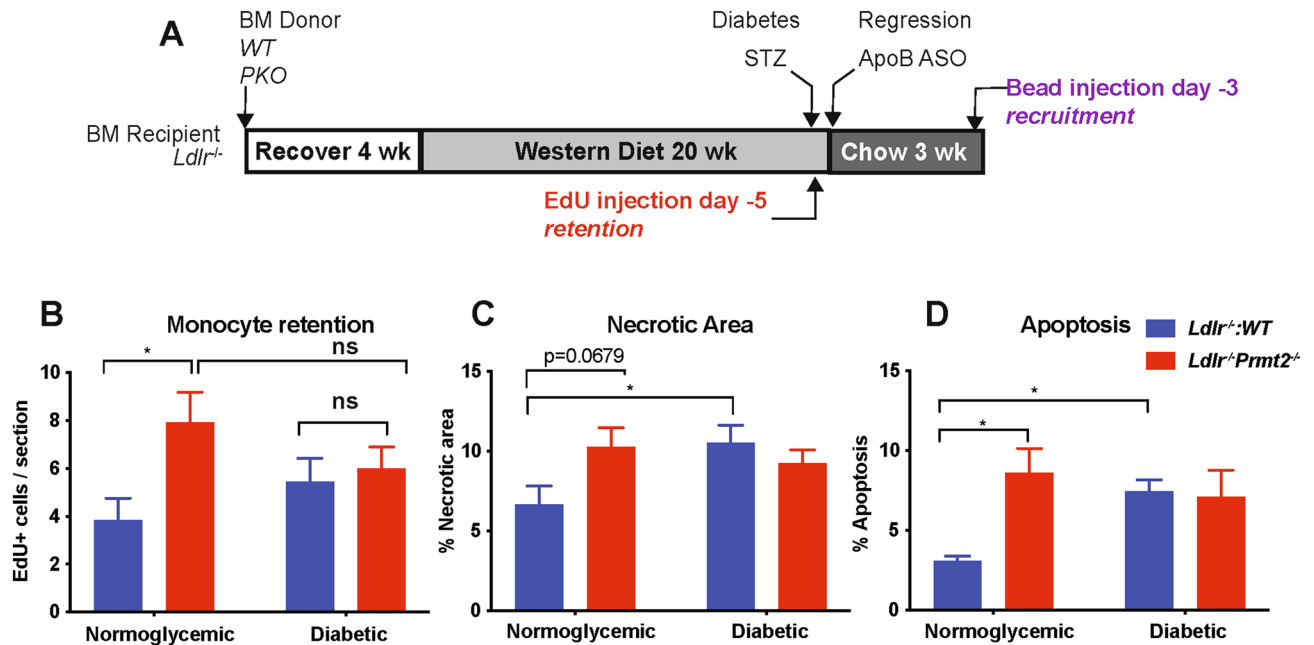 A
BM Donor
WT
PKO
Diabetes
STZ
Regression
ApoB ASO
Bead injection day -3
recruitment
BM Recipient
Ldlr-/-
Recover 4 wk
Western Diet 20 wk
Chow 3 wk
EdU injection day -5
retention
B
Monocyte retention
*
ns
ns
EdU+ cells / section
10
8
6
4
2
0
Normoglycemic
Diabetic
C
Necrotic Area
p=0.0679
*
% Necrotic area
15
10
5
0
Normoglycemic
Diabetic
D
Apoptosis
Ldlr-/-:WT
Ldlr-/-Prmt2-/-
*
*
% Apoptosis
15
10
5
0
Normoglycemic
Diabetic